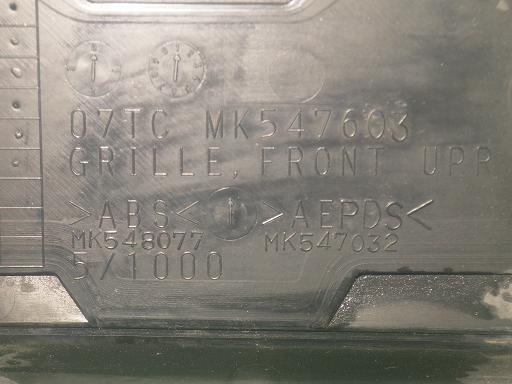 07TC MK547603
GRILLE, FRONT UPR
>ABS< >AEPDS<
MK548077 MK547032
5/1000